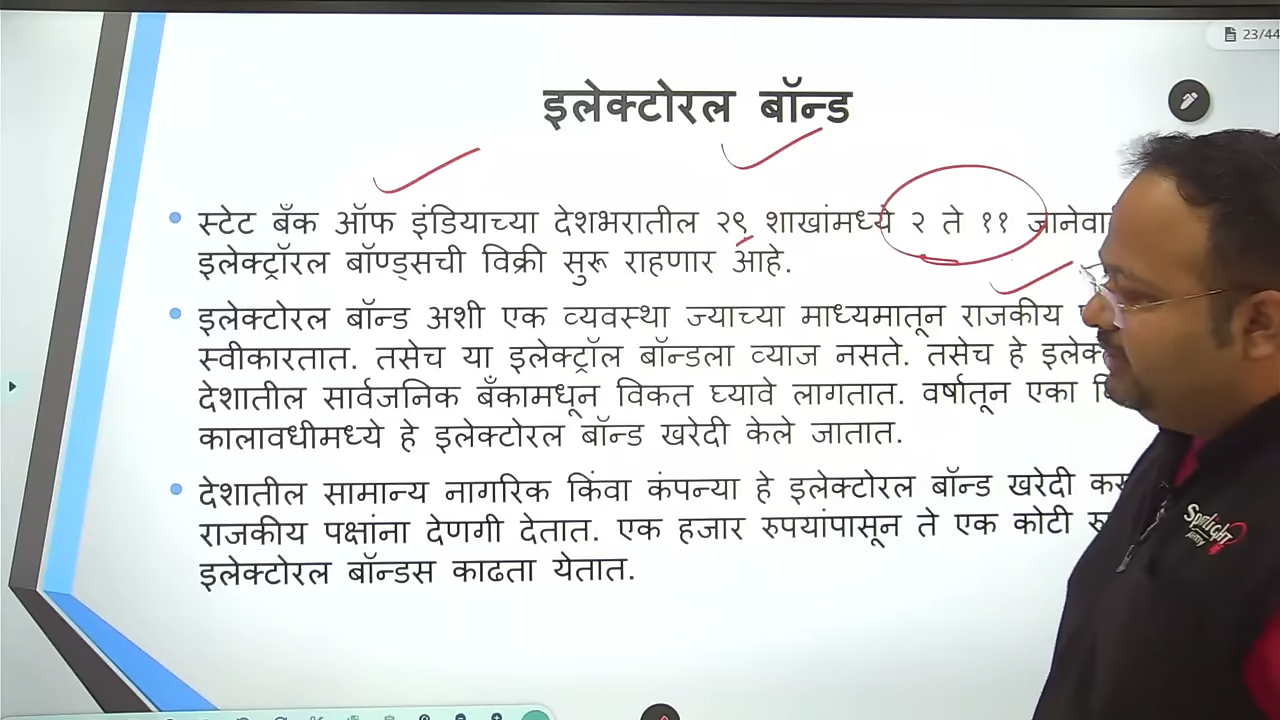 23/44
इलेक्टोरल बॉन्ड
स्टेट बँक ऑफ इंडियाच्या देशभरातील २९ शाखांमध्ये २ ते ११
इलेक्ट्रॉरल बॉण्ड्सची विक्री सुरू राहणार आहे.
इलेक्टोरल बॉन्ड अशी एक व्यवस्था ज्याच्या माध्यमातून राजकीय
स्वीकारतात. तसेच या इलेक्ट्रॉल बॉन्डला व्याज नसते. तसेच हे
देशातील सार्वजनिक बँकामधून विकत घ्यावे लागतात. वर्षातून एका
कालावधीमध्ये हे इलेक्टोरल बॉन्ड खरेदी केले जातात.
देशातील सामान्य नागरिक किंवा कंपन्या हे इलेक्टोरल बॉन्ड खरेदी
राजकीय पक्षांना देणगी देतात. एक हजार रुपयांपासून ते एक कोटी
इलेक्टोरल बॉन्डस काढता येतात.
Spotlight